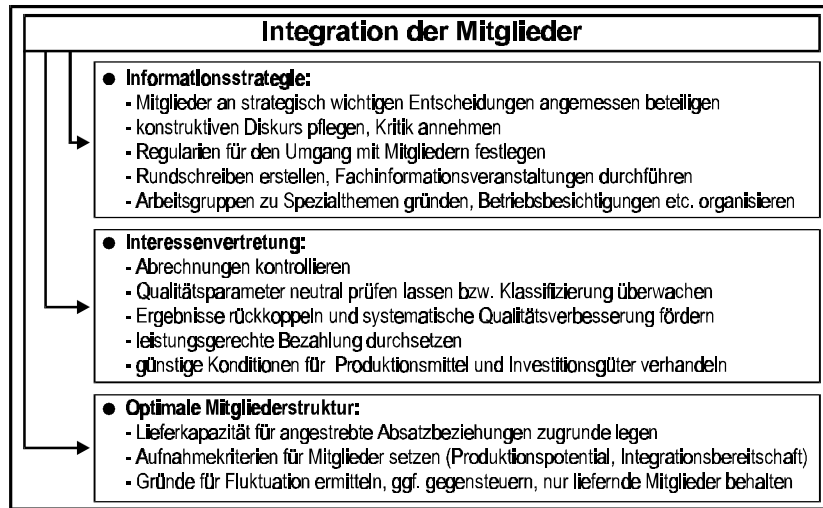 Integration der Mitglieder
● Informationsstrategie:
- Mitglieder an strategisch wichtigen Entscheidungen angemessen beteiligen
- konstruktiven Diskurs pflegen, Kritik annehmen
- Regularien für den Umgang mit Mitgliedern festlegen
- Rundschreiben erstellen, Fachinformationsveranstaltungen durchführen
- Arbeitsgruppen zu Spezialthemen gründen, Betriebsbesichtigungen etc. organisieren
● Interessenvertretung:
- Abrechnungen kontrollieren
- Qualitätsparameter neutral prüfen lassen bzw. Klassifizierung überwachen
- Ergebnisse rückkoppeln und systematische Qualitätsverbesserung fördern
- leistungsgerechte Bezahlung durchsetzen
- günstige Konditionen für Produktionsmittel und Investitionsgüter verhandeln
● Optimale Mitgliederstruktur:
- Lieferkapazität für angestrebte Absatzbeziehungen zugrunde legen
- Aufnahmekriterien für Mitglieder setzen (Produktionspotential, Integrationsbereitschaft)
- Gründe für Fluktuation ermitteln, ggf. gegensteuern, nur liefernde Mitglieder behalten